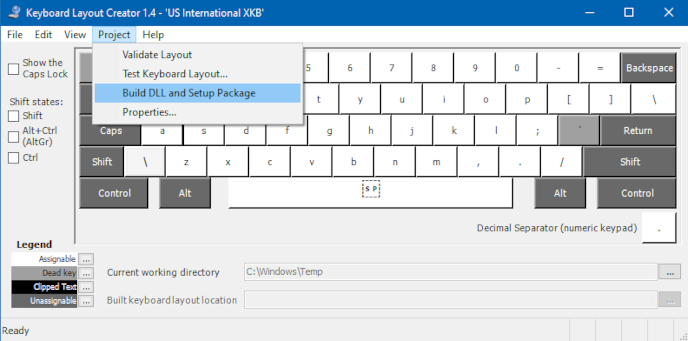 Keyboard Layout Creator 1.4 - 'US International XKB'
File Edit View Project Help
Show the
Caps Lock
Validate Layout
Test Keyboard Layout...
Build DLL and Setup Package
Properties...
5 6 7 8 9 0 - = Backspace
t y u i o p [ ] \
Shift states:
Shift
Alt+Ctrl
(AltGr)
Ctrl
Caps a s d f g h j k l ; ' Return
Shift \ z x c v b n m , . / Shift
Control Alt SP Alt Control
Decimal Separator (numeric keypad) .
Legend
Assignable ...
Dead key ...
Clipped Text ...
Unassignable ...
Current working directory C:\Windows\Temp ...
Built keyboard layout location ...
Ready